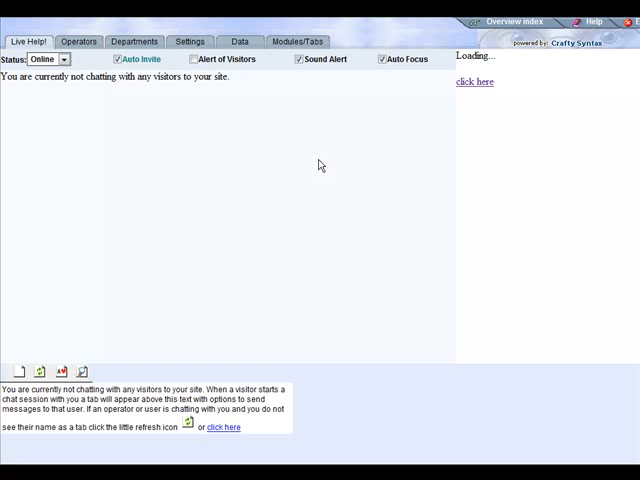 Overview index Help
Live Help! Operators Departments Settings Data Modules/Tabs
powered by: Crafty Syntax
Status: Online Auto Invite Alert of Visitors Sound Alert Auto Focus
Loading...
You are currently not chatting with any visitors to your site.
click here
You are currently not chatting with any visitors to your site. When a visitor starts a
chat session with you a tab will appear above this text with options to send
messages to that user. If an operator or user is chatting with you and you do not
see their name as a tab click the little refresh icon or click here